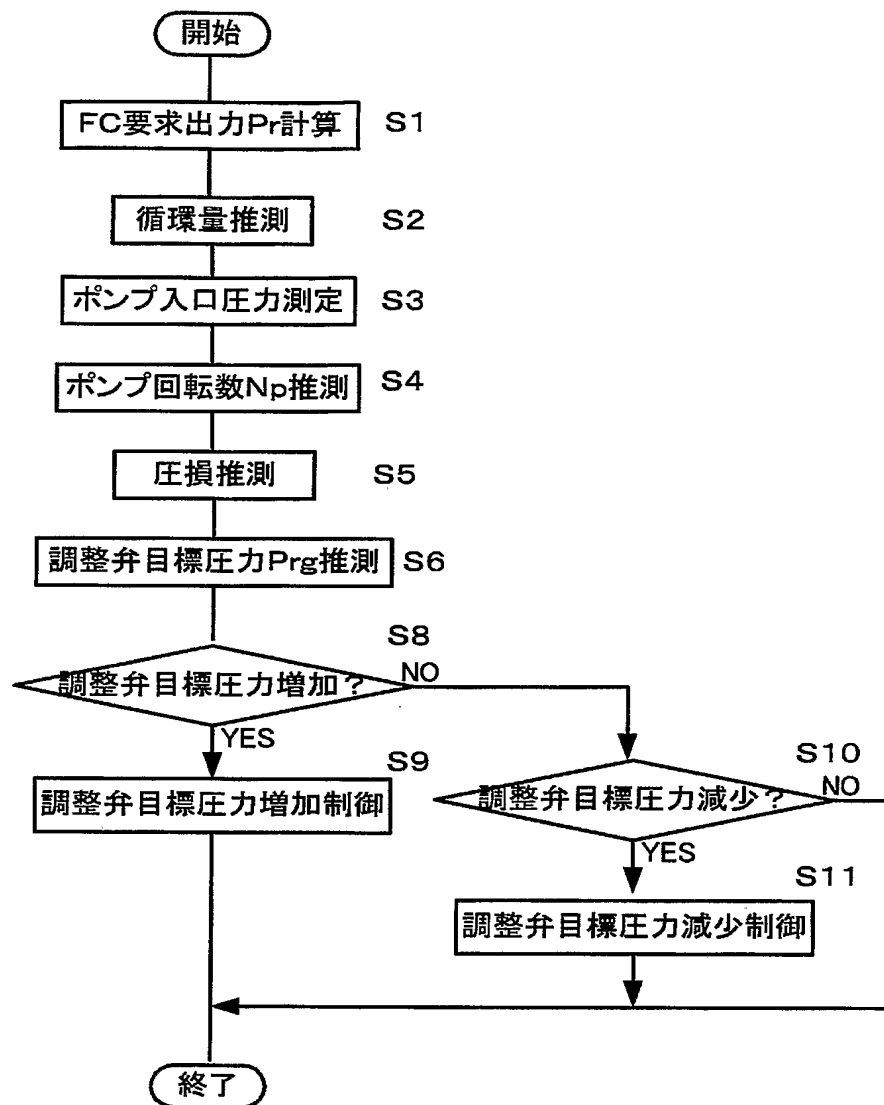 開始
FC要求出力Pr計算 S1
循環量推測 S2
ポンプ入口圧力測定 S3
ポンプ回転数Np推測 S4
圧損推測 S5
調整弁目標圧力Prg推測 S6
S8
調整弁目標圧力増加？ NO
YES
S9
調整弁目標圧力増加制御
S10
調整弁目標圧力減少？ NO
YES
S11
調整弁目標圧力減少制御
終了